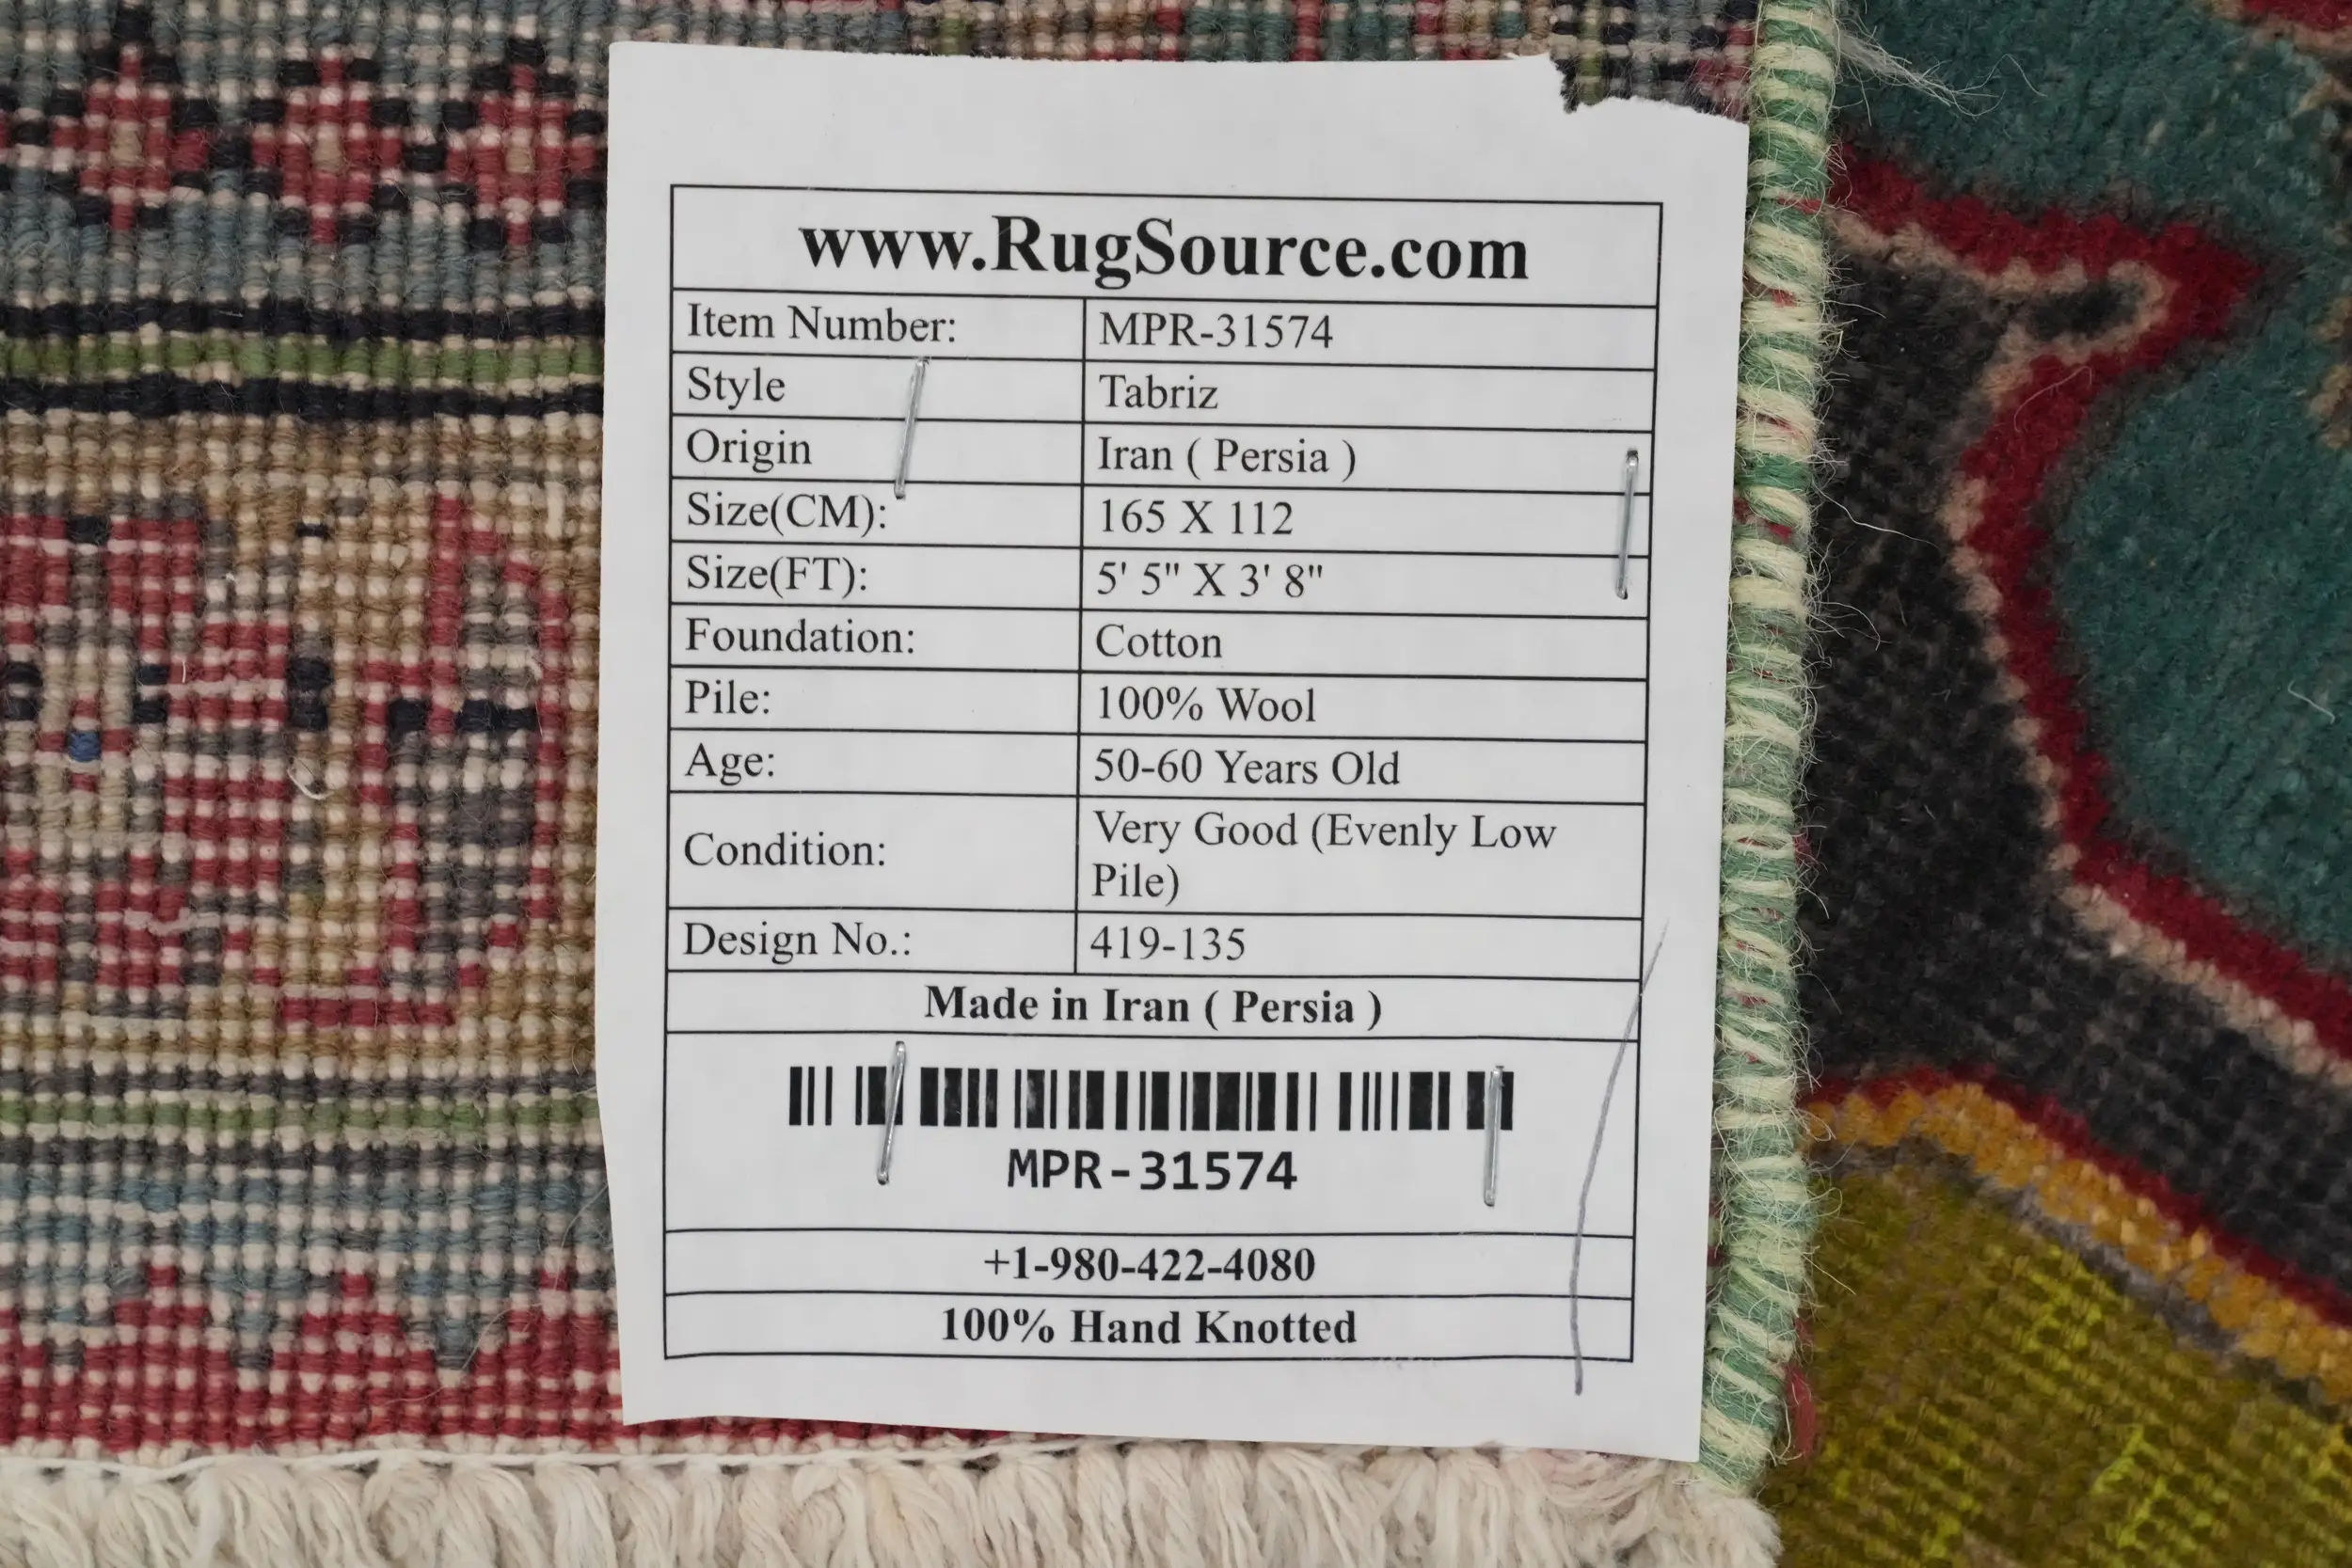 www.RugSource.com
Item Number: MPR-31574
Style Tabriz
Origin Iran ( Persia )
Size(CM): 165 X 112
Size(FT): 5' 5" X 3' 8"
Foundation: Cotton
Pile: 100% Wool
Age: 50-60 Years Old
Condition: Very Good (Evenly Low
Pile)
Design No.: 419-135
Made in Iran ( Persia )
MPR-31574
+1-980-422-4080
100% Hand Knotted